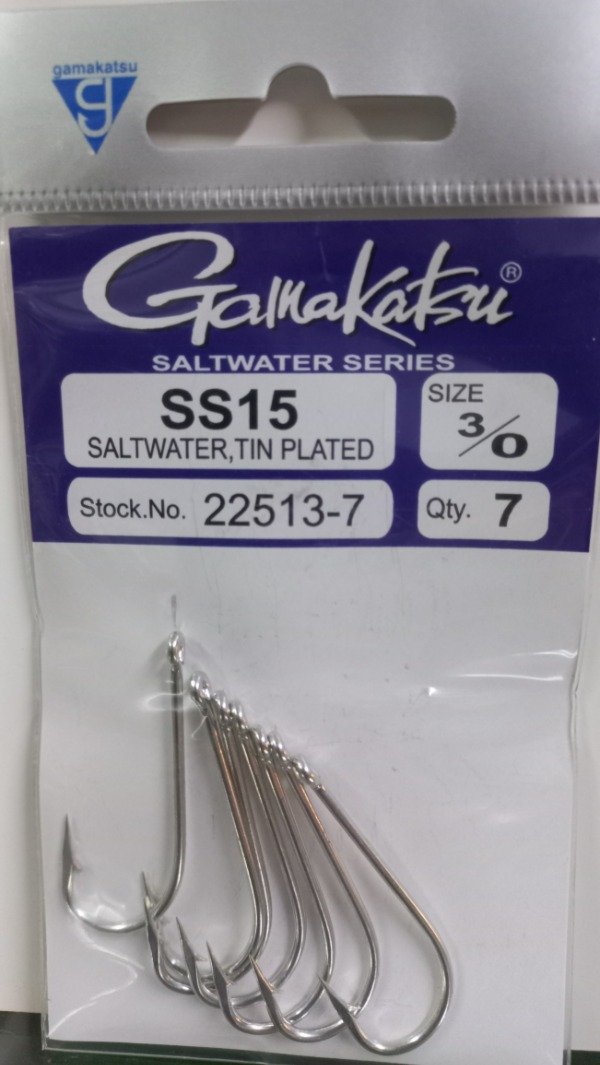 gamakatsu
g
Gamakatsu®
SALTWATER SERIES
SS15
SALTWATER,TIN PLATED
SIZE
3/0
Stock.No. 22513-7
Qty. 7